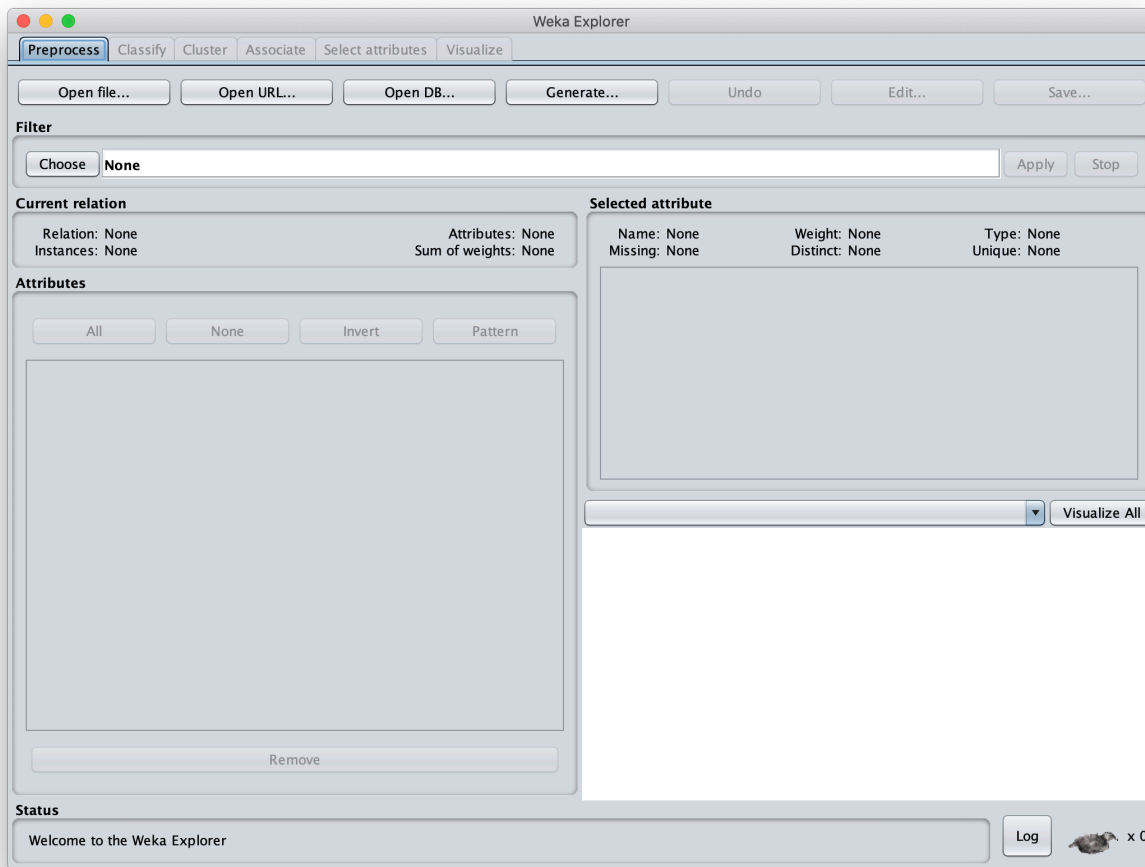 Weka Explorer
Preprocess Classify Cluster Associate Select attributes Visualize
Open file... Open URL... Open DB... Generate... Undo Edit... Save...
Filter
Choose None Apply Stop
Current relation
Relation: None Attributes: None
Instances: None Sum of weights: None
Selected attribute
Name: None Weight: None Type: None
Missing: None Distinct: None Unique: None
Attributes
All None Invert Pattern
Visualize All
Remove
Status
Welcome to the Weka Explorer
Log x 0